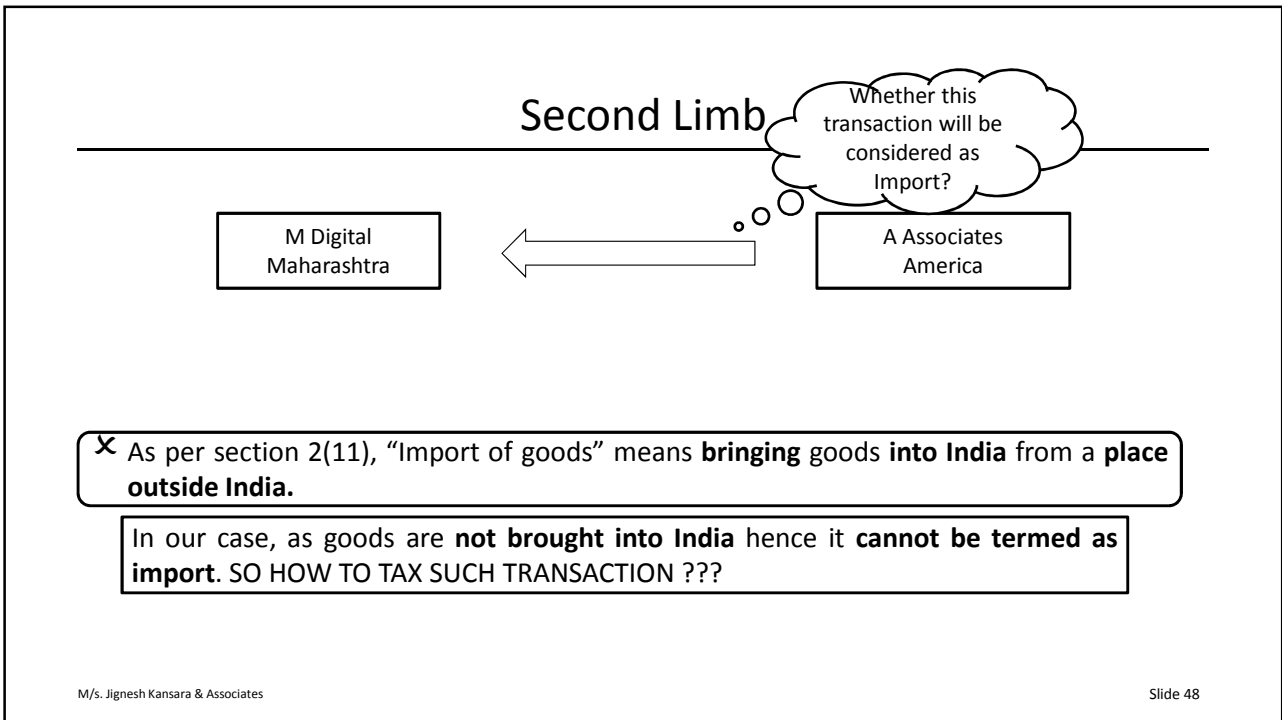 Second Limb
Whether this
transaction will be
considered as
Import?
M Digital
Maharashtra
A Associates
America
× As per section 2(11), “Import of goods” means bringing goods into India from a place
outside India.
In our case, as goods are not brought into India hence it cannot be termed as
import. SO HOW TO TAX SUCH TRANSACTION ???
M/s. Jignesh Kansara & Associates
Slide 48